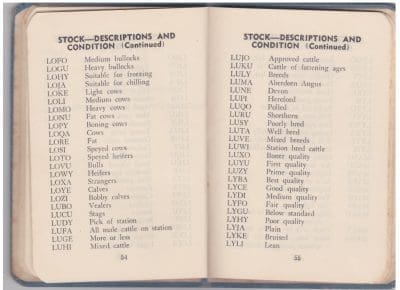 STOCK—DESCRIPTIONS AND
CONDITION (Continued)
LOFO Medium bullocks
LOGU Heavy bullocks
LOHY Suitable for freezing
LOJA Suitable for chilling
LOKE Light cows
LOLI Medium cows
LOMO Heavy cows
LONU Fat cows
LOPY Boning cows
LOQA Cows
LORE Fat
LOSI Speyed cows
LOTO Speyed heifers
LOVU Bulls
LOWY Heifers
LOXA Strangers
LOYE Calves
LOZI Bobby calves
LUBO Vealers
LUCU Stags
LUDY Pick of station
LUFA All male cattle on station
LUGE More or less
LUHI Mixed cattle
54
STOCK—DESCRIPTIONS AND
CONDITION (Continued)
LUJO Approved cattle
LUKU Cattle of fattening ages
LULY Breeds
LUMA Aberdeen Angus
LUNE Devon
LUPI Hereford
LUQO Polled
LURU Shorthorn
LUSY Poorly bred
LUTA Well bred
LUVE Mixed breeds
LUWI Station bred cattle
LUXO Boner quality
LUYU First quality
LUZY Prime quality
LYBA Best quality
LYCE Good quality
LYDI Medium quality
LYFO Fair quality
LYGU Below standard
LYHY Poor quality
LYJA Plain
LYKE Bruised
LYLI Lean
55